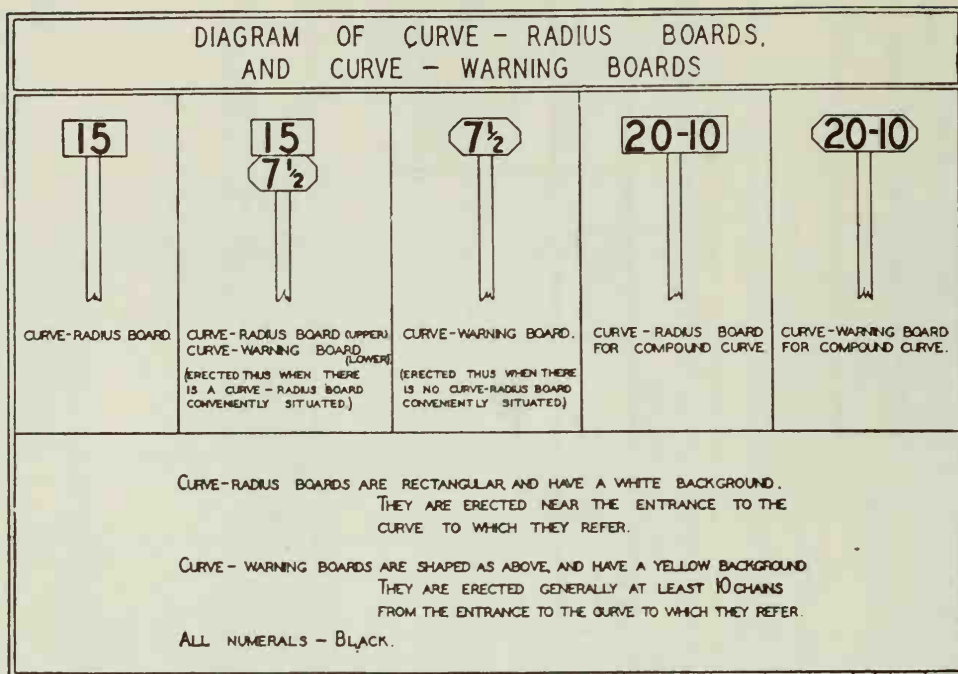 DIAGRAM OF CURVE - RADIUS BOARDS,
AND CURVE - WARNING BOARDS
15
CURVE-RADIUS BOARD
15
7½
CURVE-RADIUS BOARD (UPPER)
CURVE-WARNING BOARD (LOWER).
(ERECTED THUS WHEN THERE
IS A CURVE - RADIUS BOARD
CONVENIENTLY SITUATED.)
7½
CURVE-WARNING BOARD.
(ERECTED THUS WHEN THERE
IS NO CURVE-RADIUS BOARD
CONVENIENTLY SITUATED)
20-10
CURVE - RADIUS BOARD
FOR COMPOUND CURVE
20-10
CURVE-WARNING BOARD
FOR COMPOUND CURVE.
CURVE-RADIUS BOARDS ARE RECTANGULAR, AND HAVE A WHITE BACKGROUND.
THEY ARE ERECTED NEAR THE ENTRANCE TO THE
CURVE TO WHICH THEY REFER.
CURVE - WARNING BOARDS ARE SHAPED AS ABOVE, AND HAVE A YELLOW BACKGROUND
THEY ARE ERECTED GENERALLY AT LEAST 10 CHAINS
FROM THE ENTRANCE TO THE CURVE TO WHICH THEY REFER.
ALL NUMERALS - BLACK.